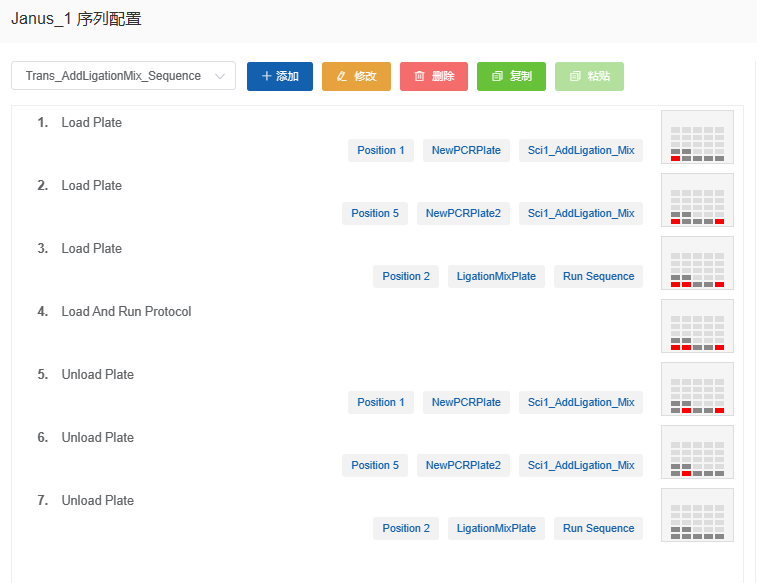 Janus_1 序列配置
Trans_AddLigationMix_Sequence 添加 修改 删除 复制 粘贴
1. Load Plate
Position 1 NewPCRPlate Sci1_AddLigation_Mix
2. Load Plate
Position 5 NewPCRPlate2 Sci1_AddLigation_Mix
3. Load Plate
Position 2 LigationMixPlate Run Sequence
4. Load And Run Protocol
5. Unload Plate
Position 1 NewPCRPlate Sci1_AddLigation_Mix
6. Unload Plate
Position 5 NewPCRPlate2 Sci1_AddLigation_Mix
7. Unload Plate
Position 2 LigationMixPlate Run Sequence